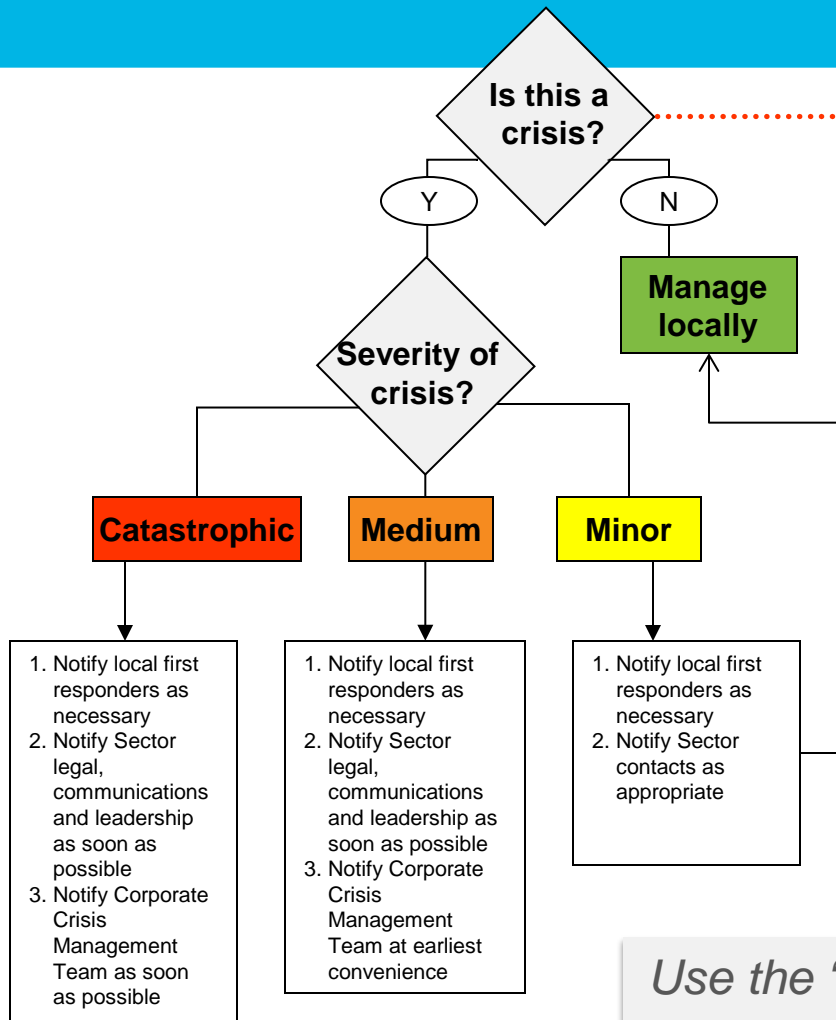 Is this a
crisis?
Y
N
Manage
locally
Severity of
crisis?
Catastrophic
Medium
Minor
1. Notify local first
responders as
necessary
2. Notify Sector
legal,
communications
and leadership
as soon as
possible
3. Notify Corporate
Crisis
Management
Team as soon
as possible
1. Notify local first
responders as
necessary
2. Notify Sector
legal,
communications
and leadership as
soon as possible
3. Notify Corporate
Crisis
Management
Team at earliest
convenience
1. Notify local first
responders as
necessary
2. Notify Sector
contacts as
appropriate
Use the “